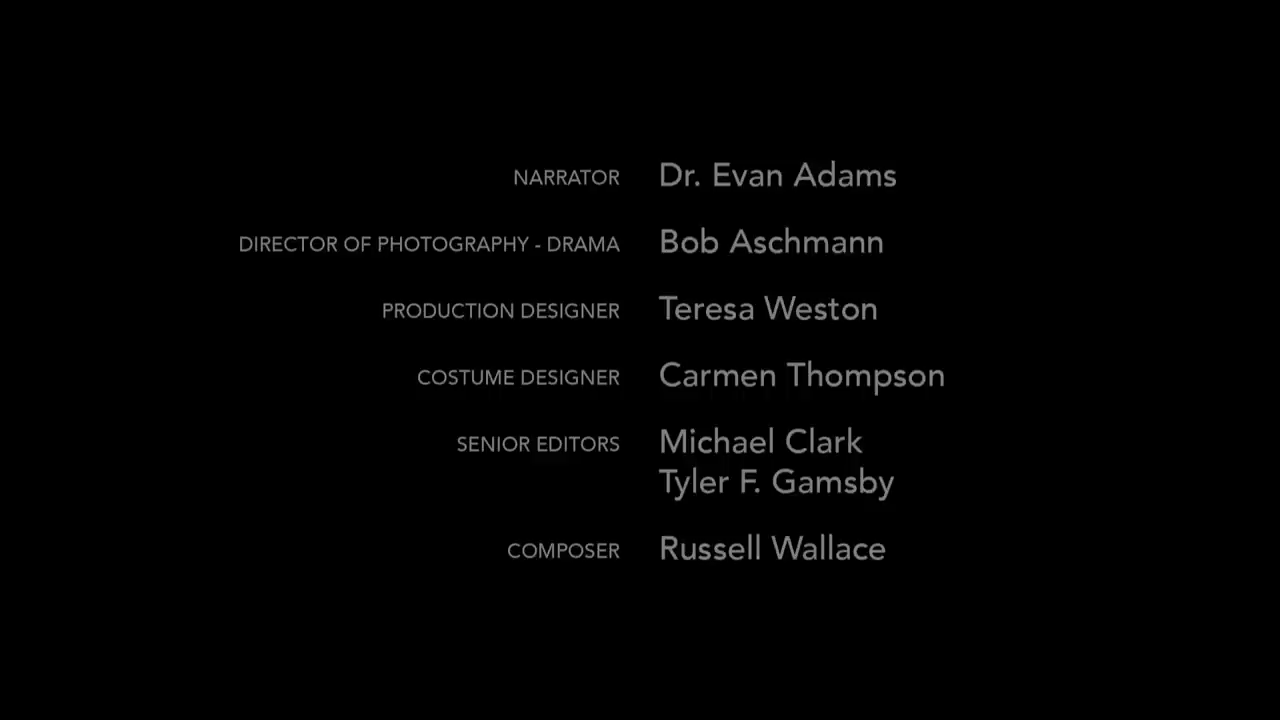 NARRATOR Dr. Evan Adams
DIRECTOR OF PHOTOGRAPHY - DRAMA Bob Aschmann
PRODUCTION DESIGNER Teresa Weston
COSTUME DESIGNER Carmen Thompson
SENIOR EDITORS Michael Clark
Tyler F. Gamsby
COMPOSER Russell Wallace